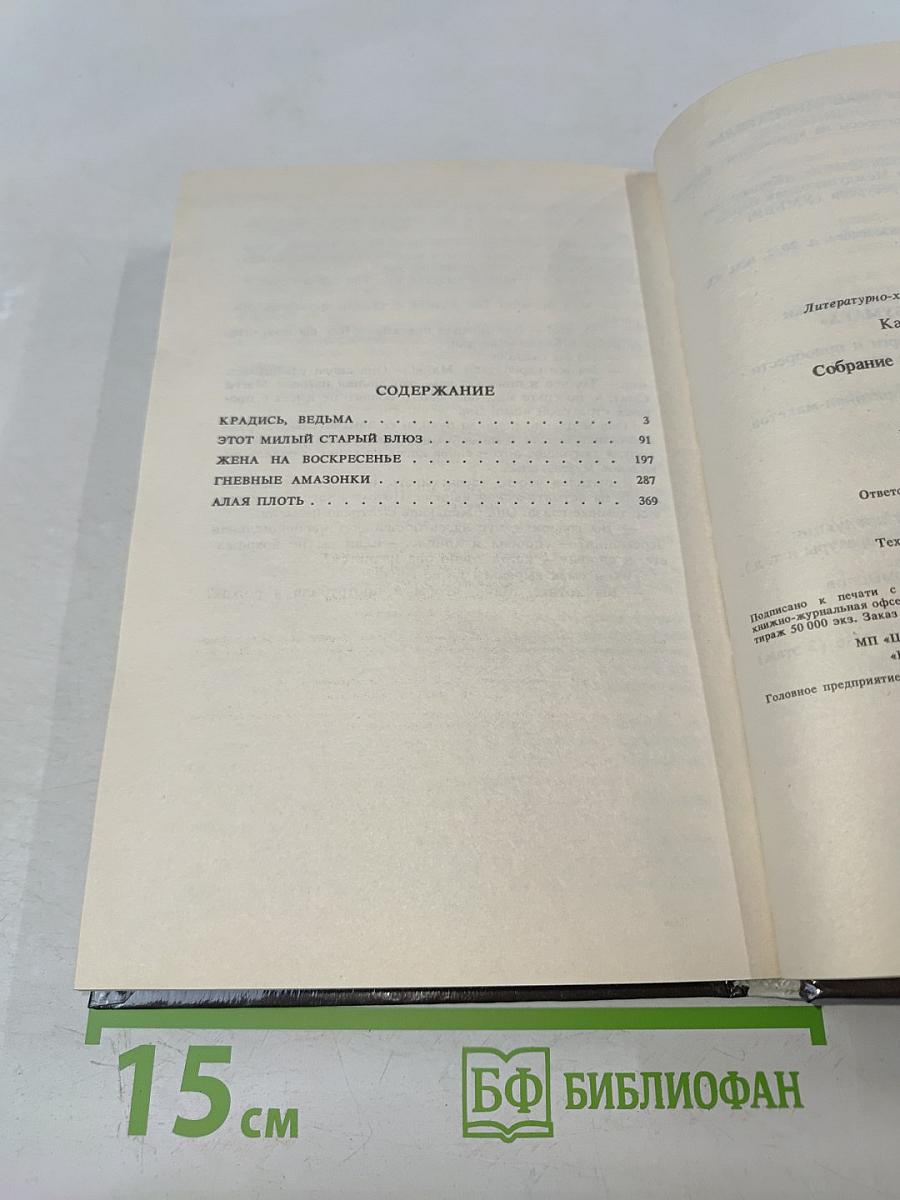 СОДЕРЖАНИЕ
КРАДИСЬ, ВЕДЬМА . . . . . . . . . . . . . . . . 3
ЭТОТ МИЛЫЙ СТАРЫЙ БЛЮЗ . . . . . . . . . . . . 91
ЖЕНА НА ВОСКРЕСЕНЬЕ . . . . . . . . . . . . . 197
ГНЕВНЫЕ АМАЗОНКИ . . . . . . . . . . . . . . . 287
АЛАЯ ПЛОТЬ . . . . . . . . . . . . . . . . . . 369
Литературно-х
Ка
Собрание
Ответс
Тех
Подписано к печати с
книжно-журнальная офсе
тираж 50 000 экз. Заказ
МП «Ц
Головное предприятие
15 см
БФ БИБЛИОФАН